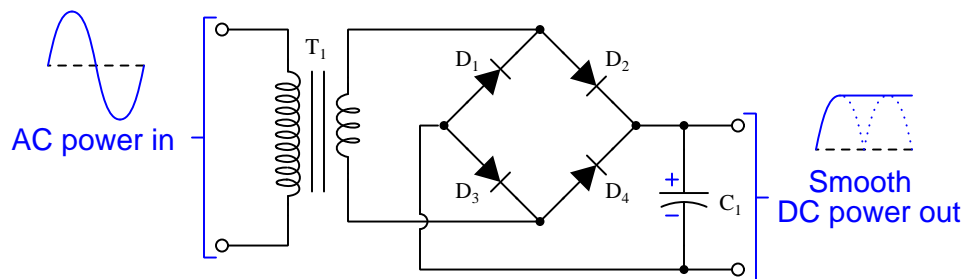 T1
D1
D2
AC power in
D3
D4
+
-
C1
Smooth
DC power out